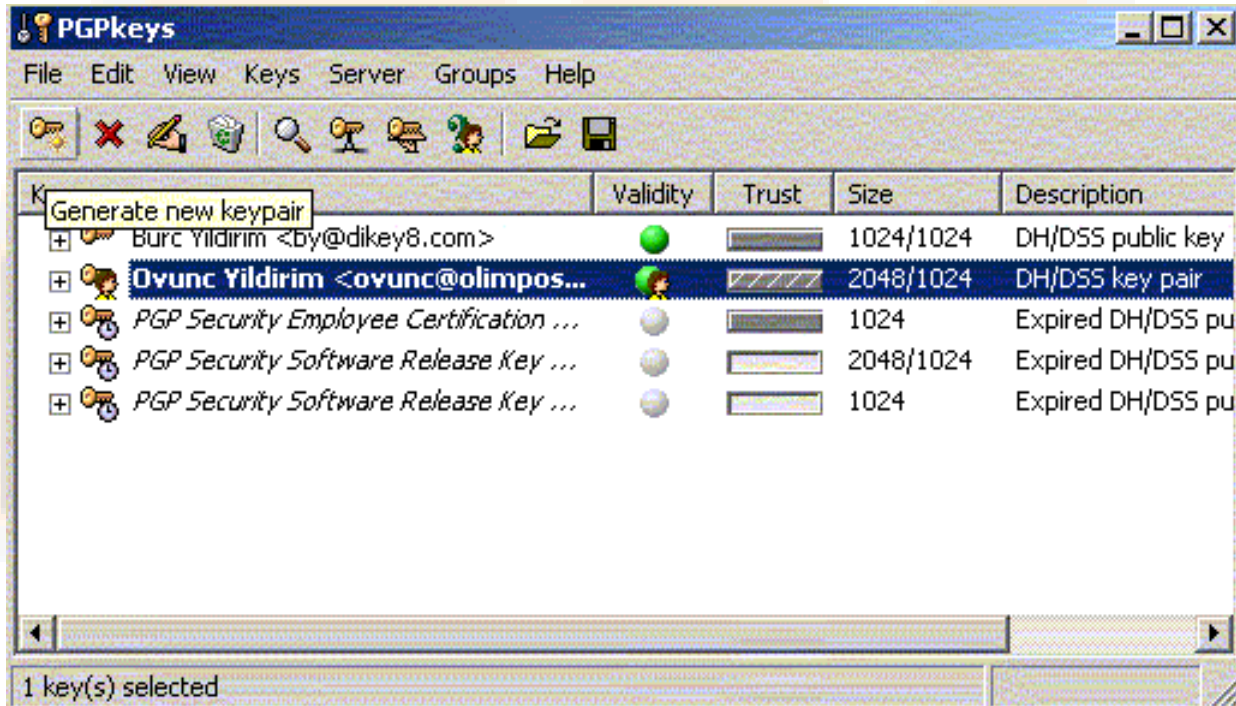 PGPkeys
File Edit View Keys Server Groups Help
K Validity Trust Size Description
Generate new keypair
Burc Yildirim <by@dikey8.com> 1024/1024 DH/DSS public key
Ovunc Yildirim <ovunc@olimpos... 2048/1024 DH/DSS key pair
PGP Security Employee Certification ... 1024 Expired DH/DSS pu
PGP Security Software Release Key ... 2048/1024 Expired DH/DSS pu
PGP Security Software Release Key ... 1024 Expired DH/DSS pu
1 key(s) selected